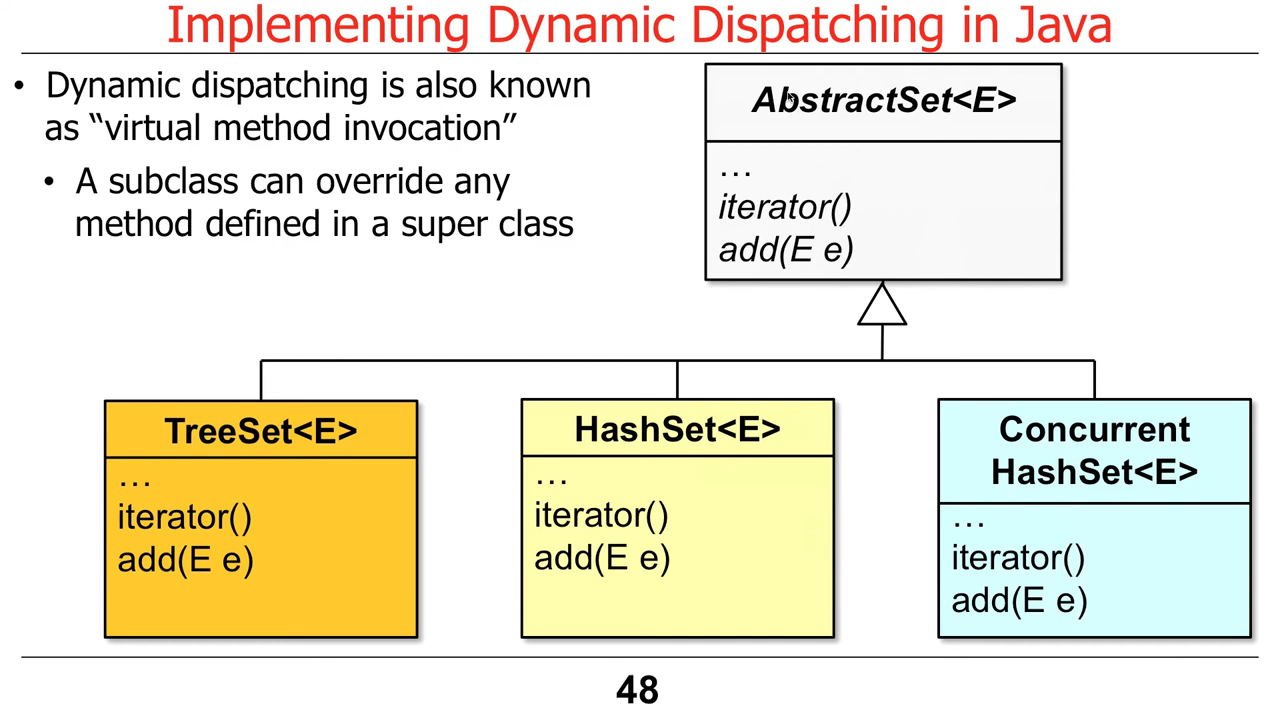 Implementing Dynamic Dispatching in Java
• Dynamic dispatching is also known
as “virtual method invocation”
• A subclass can override any
method defined in a super class
AbstractSet<E>
…
iterator()
add(E e)
TreeSet<E>
…
iterator()
add(E e)
HashSet<E>
…
iterator()
add(E e)
Concurrent
HashSet<E>
…
iterator()
add(E e)
48